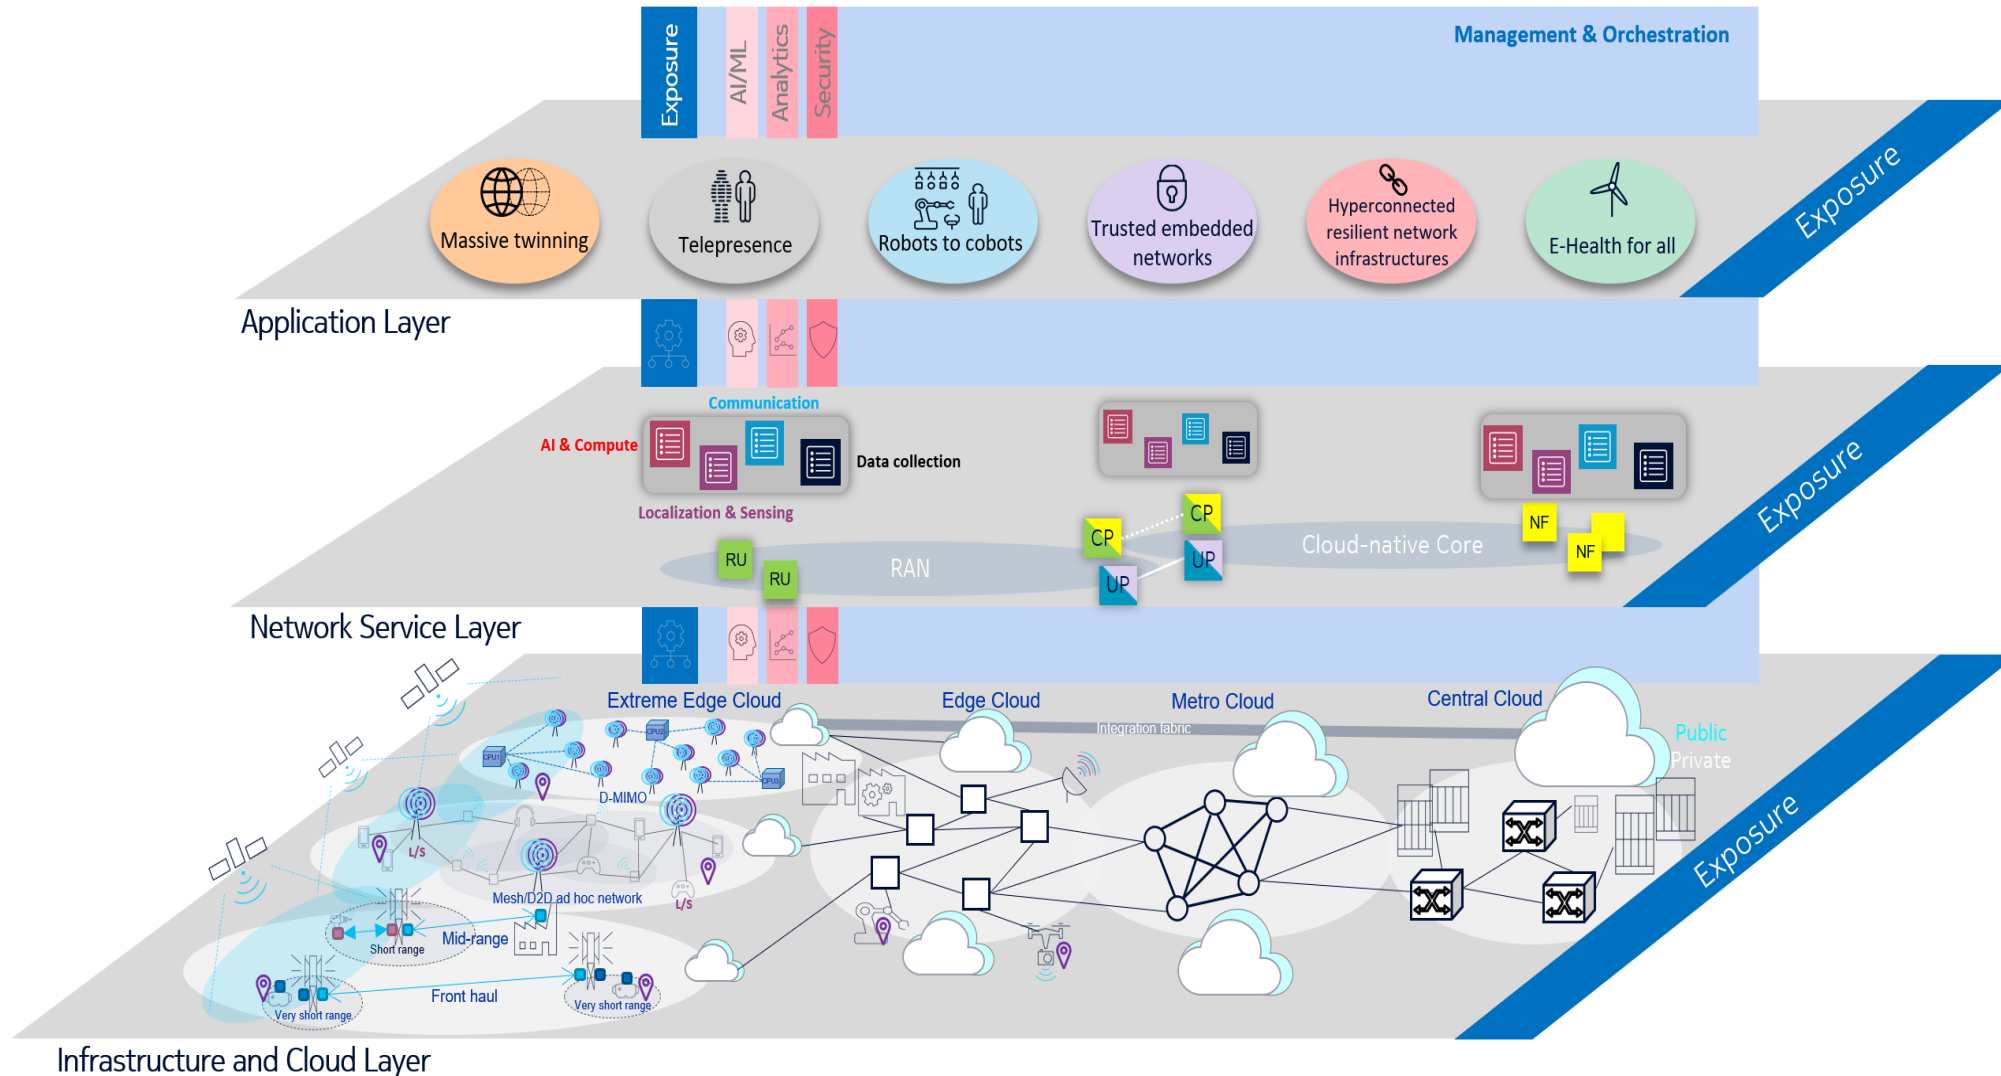 Management & Orchestration
Exposure
AI/ML
Analytics
Security
Massive twinning
Telepresence
Robots to cobots
Trusted embedded
networks
Hyperconnected
resilient network
infrastructures
E-Health for all
Exposure
Application Layer
Communication
AI & Compute
Data collection
Localization & Sensing
RU
RU
RAN
CP
CP
UP
UP
Cloud-native Core
NF
NF
Exposure
Network Service Layer
Extreme Edge Cloud
Edge Cloud
Metro Cloud
Central Cloud
Integration fabric
Public
Private
CPU1
CPU2
CPU3
D-MIMO
L/S
L/S
Mesh/D2D ad hoc network
Short range
Mid-range
Front haul
Very short range
Very short range
Exposure
Infrastructure and Cloud Layer